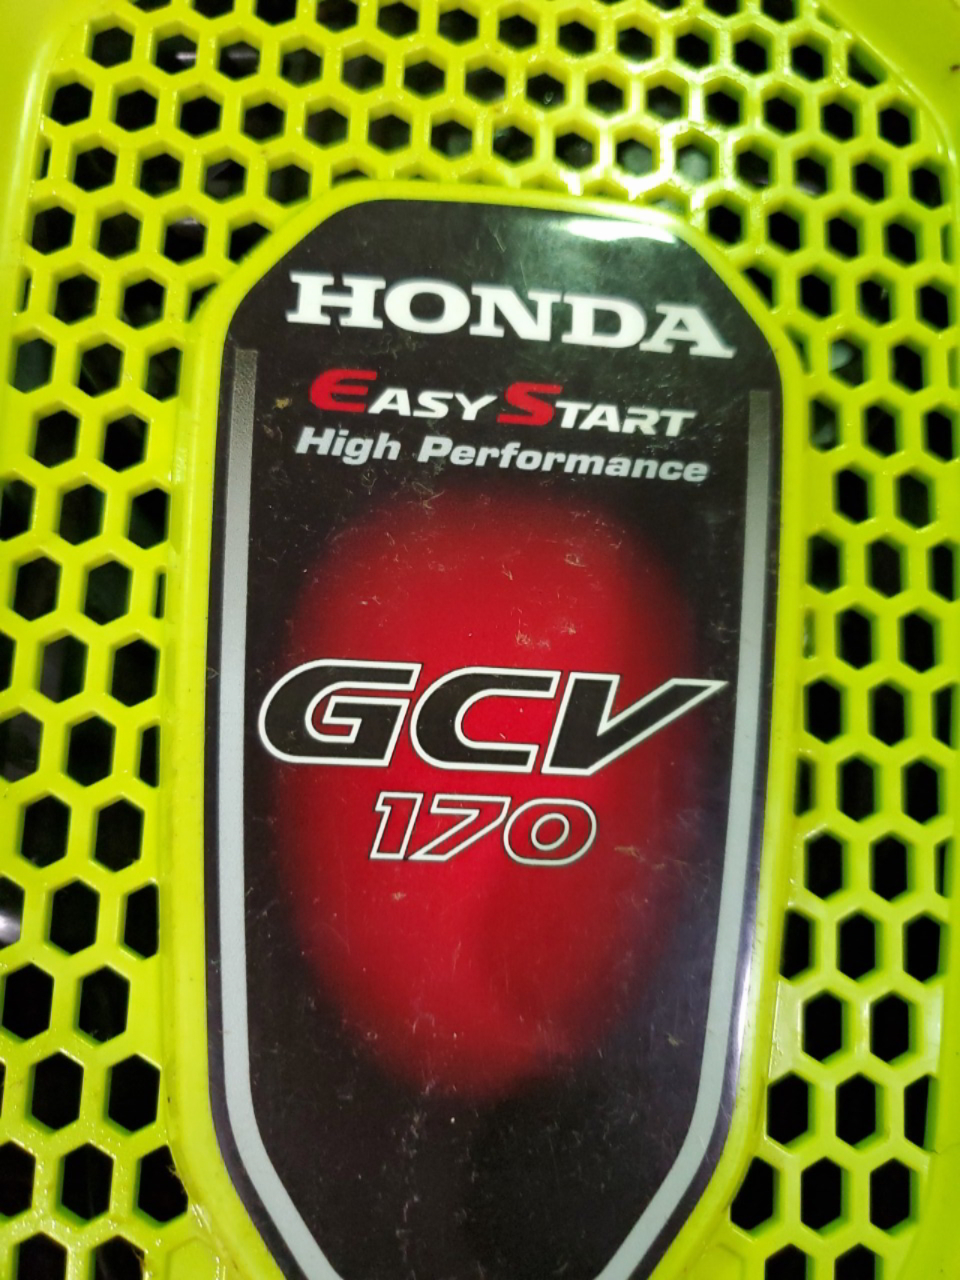 HONDA
EASY START
High Performance
GCV
170